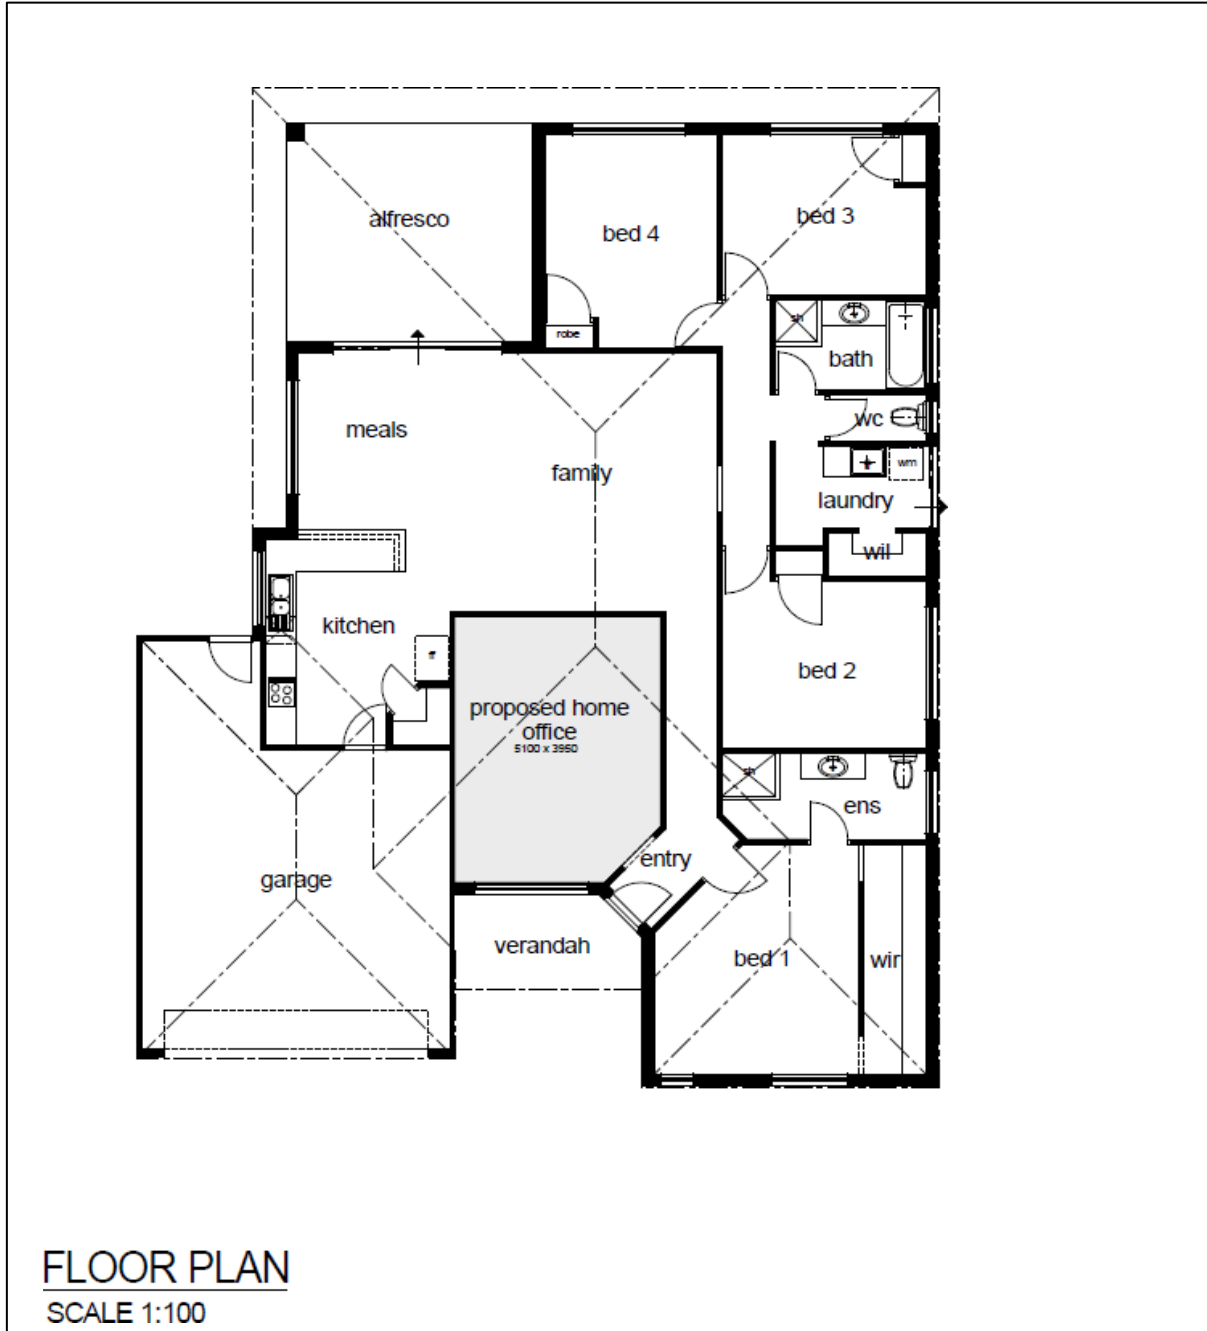 alfresco
bed 4
bed 3
robe
sh
bath
wc
meals
family
wm
laundry
wil
kitchen
bed 2
proposed home
office
5100 x 3950
sh
ens
entry
garage
verandah
bed 1
wir
FLOOR PLAN
SCALE 1:100